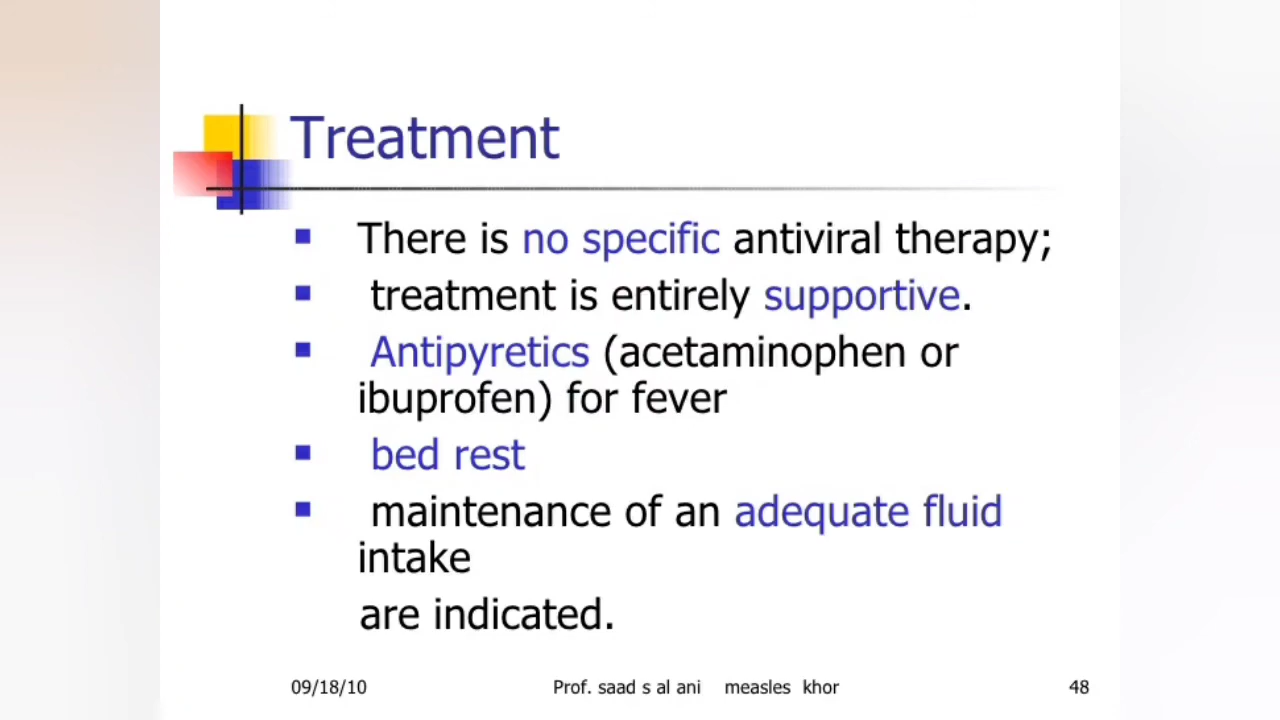 Treatment
There is no specific antiviral therapy;
treatment is entirely supportive.
Antipyretics (acetaminophen or
ibuprofen) for fever
bed rest
maintenance of an adequate fluid
intake
are indicated.
09/18/10 Prof. saad s al ani measles khor 48